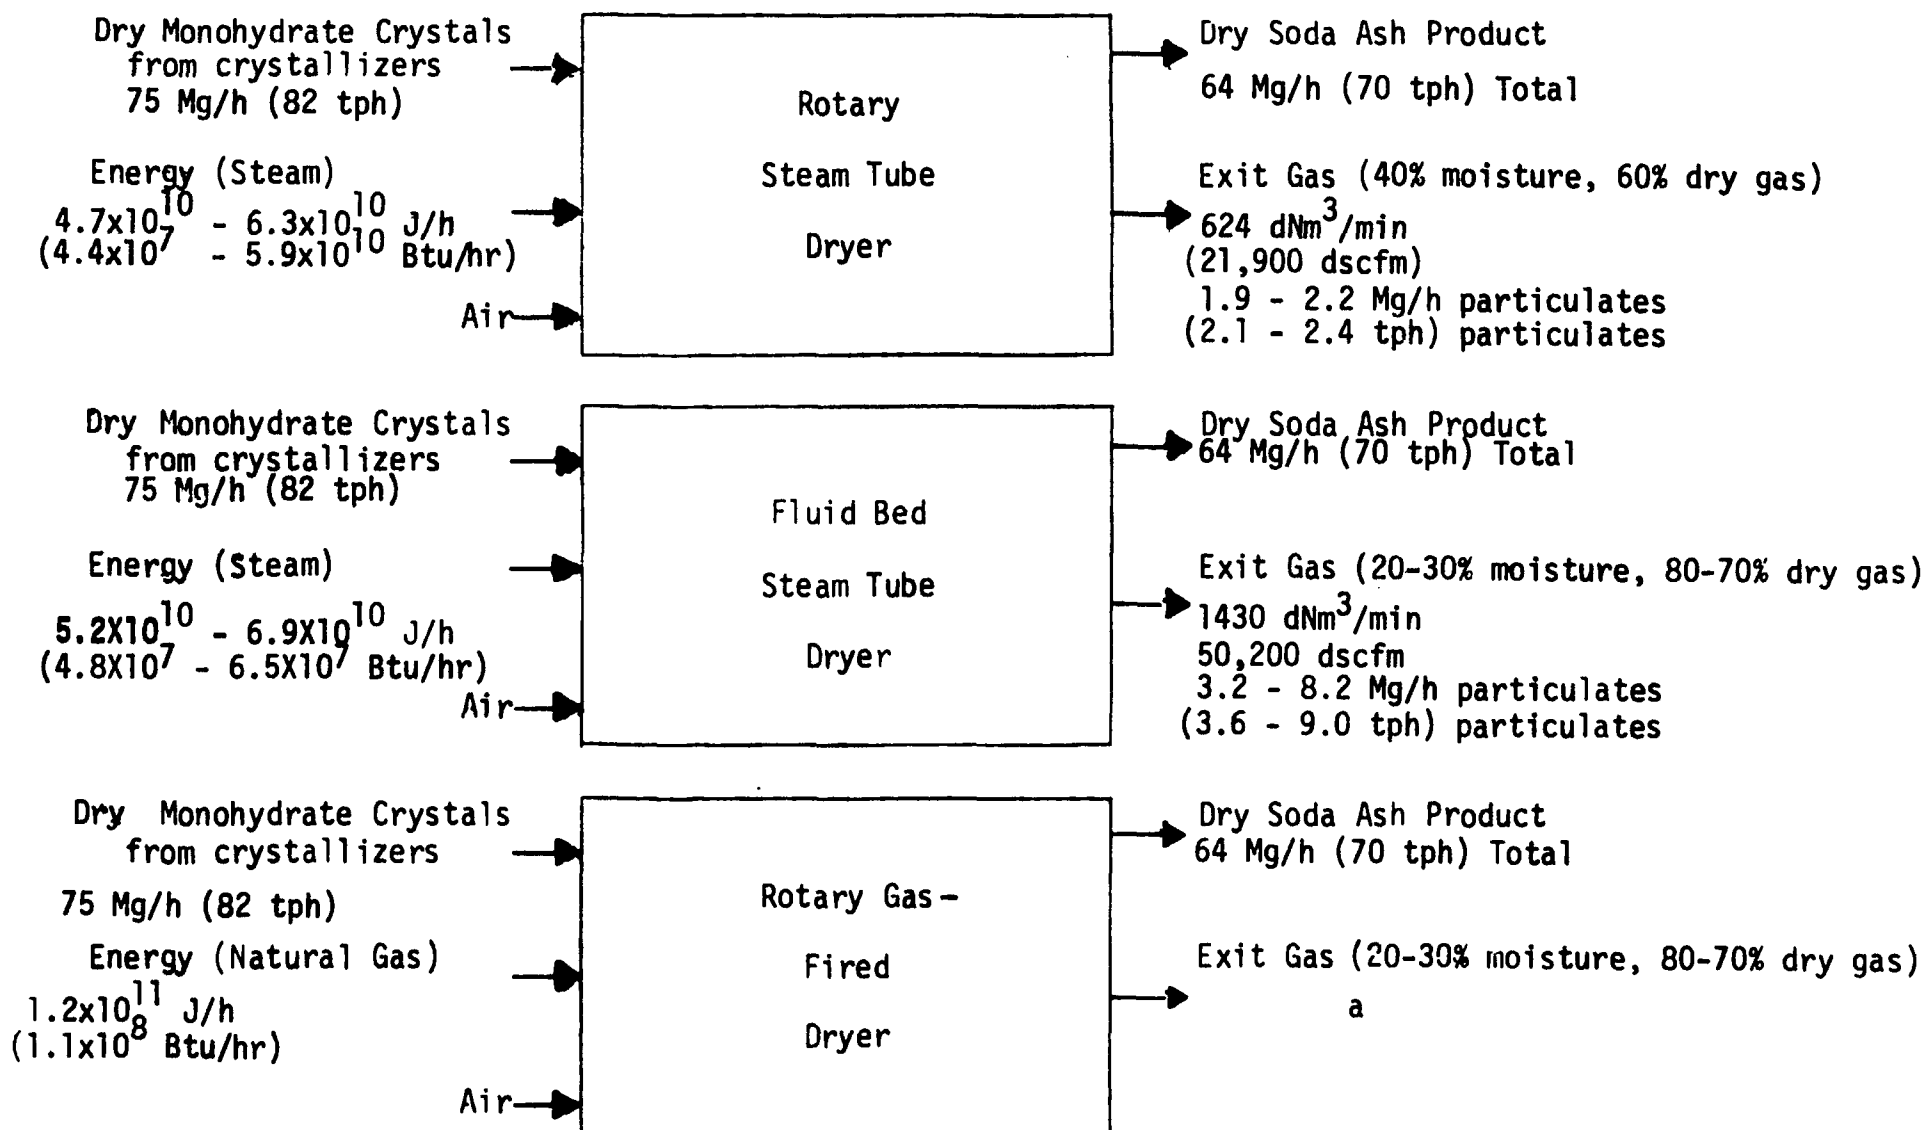 Dry Monohydrate Crystals
from crystallizers
75 Mg/h (82 tph)
Energy (Steam)
4.7x10^10 - 6.3x10^10 J/h
(4.4x10^7 - 5.9x10^10 Btu/hr)
Air
Rotary
Steam Tube
Dryer
Dry Soda Ash Product
64 Mg/h (70 tph) Total
Exit Gas (40% moisture, 60% dry gas)
624 dNm^3/min
(21,900 dscfm)
1.9 - 2.2 Mg/h particulates
(2.1 - 2.4 tph) particulates
Dry Monohydrate Crystals
from crystallizers
75 Mg/h (82 tph)
Energy (Steam)
5.2X10^10 - 6.9X10^10 J/h
(4.8X10^7 - 6.5X10^7 Btu/hr)
Air
Fluid Bed
Steam Tube
Dryer
Dry Soda Ash Product
64 Mg/h (70 tph) Total
Exit Gas (20-30% moisture, 80-70% dry gas)
1430 dNm^3/min
50,200 dscfm
3.2 - 8.2 Mg/h particulates
(3.6 - 9.0 tph) particulates
Dry Monohydrate Crystals
from crystallizers
75 Mg/h (82 tph)
Energy (Natural Gas)
1.2x10^11 J/h
(1.1x10^8 Btu/hr)
Air
Rotary Gas-
Fired
Dryer
Dry Soda Ash Product
64 Mg/h (70 tph) Total
Exit Gas (20-30% moisture, 80-70% dry gas)
a